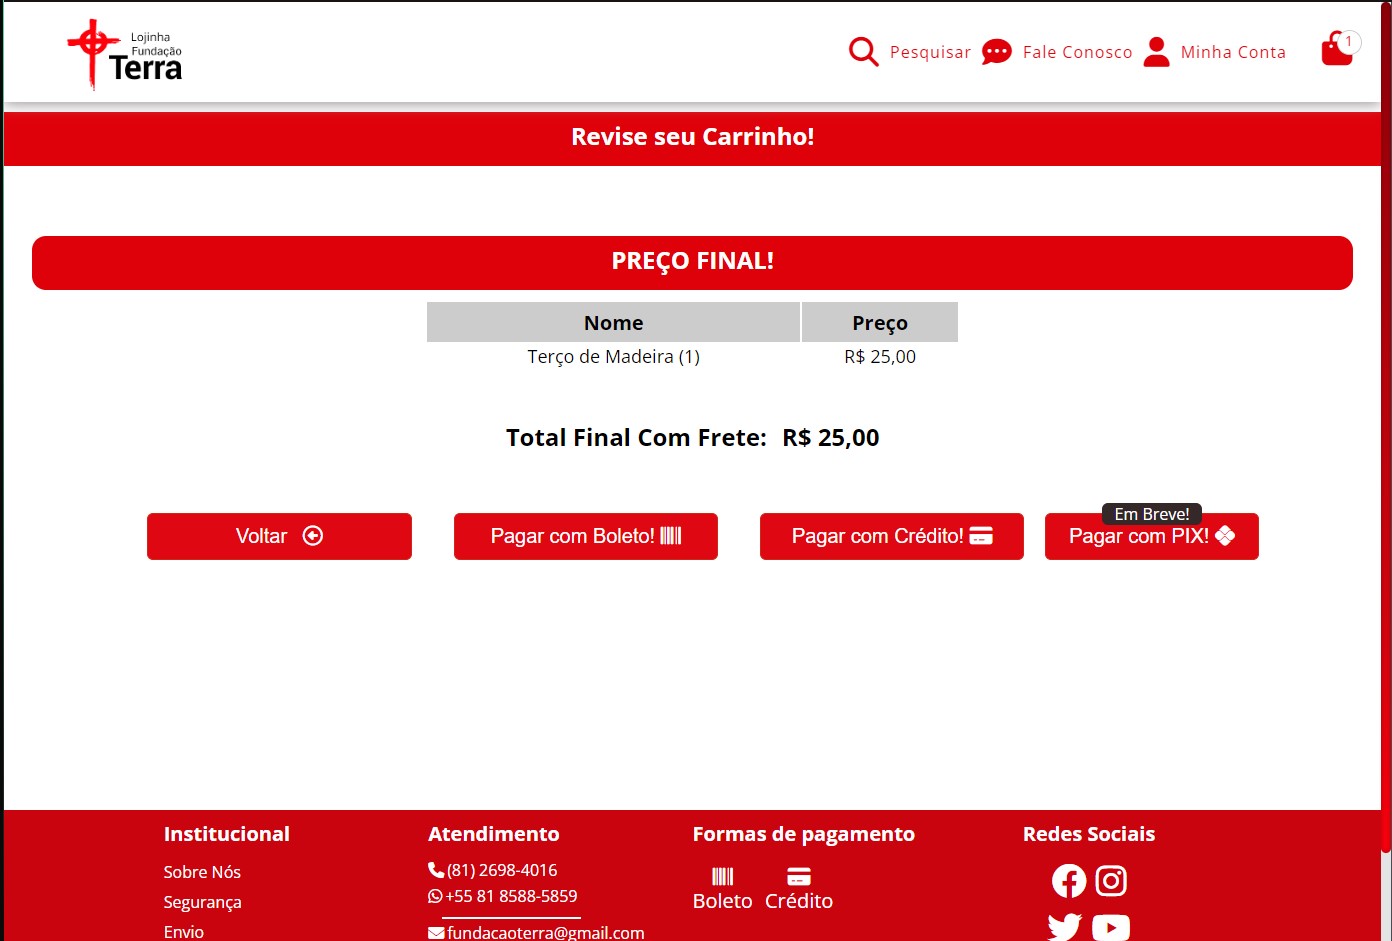 Lojinha
Fundação
Terra
Pesquisar
Fale Conosco
Minha Conta
1
Revise seu Carrinho!
PREÇO FINAL!
Nome Preço
Terço de Madeira (1) R$ 25,00
Total Final Com Frete: R$ 25,00
Em Breve!
Voltar
Pagar com Boleto!
Pagar com Crédito!
Pagar com PIX!
Institucional
Sobre Nós
Segurança
Envio
Atendimento
(81) 2698-4016
+55 81 8588-5859
fundacaoterra@gmail.com
Formas de pagamento
Boleto Crédito
Redes Sociais